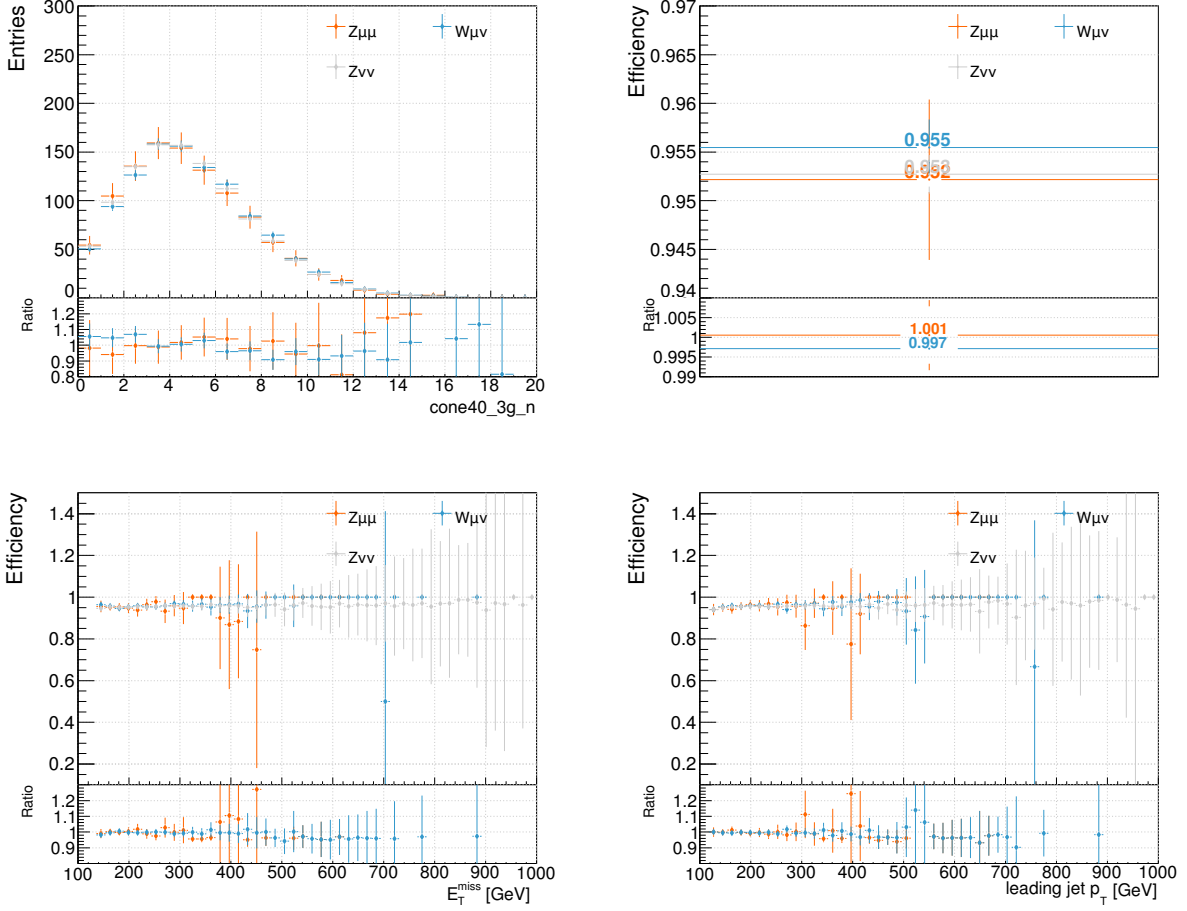 Entries
300
250
200
150
100
50
0
Zμμ
Wμν
Zνν
Ratio
1.2
1.1
1
0.9
0.8
0 2 4 6 8 10 12 14 16 18 20
cone40_3g_n
Efficiency
0.97
0.965
0.96
0.955
0.95
0.945
0.94
Zμμ
Wμν
Zνν
0.955
0.953
0.952
Ratio
1.005
1
0.995
0.99
1.001
0.997
Efficiency
1.4
1.2
1
0.8
0.6
0.4
0.2
Zμμ
Wμν
Zνν
Ratio
1.2
1.1
1
0.9
100 200 300 400 500 600 700 800 900 1000
E_T^miss [GeV]
Efficiency
1.4
1.2
1
0.8
0.6
0.4
0.2
Zμμ
Wμν
Zνν
Ratio
1.2
1.1
1
0.9
100 200 300 400 500 600 700 800 900 1000
leading jet p_T [GeV]